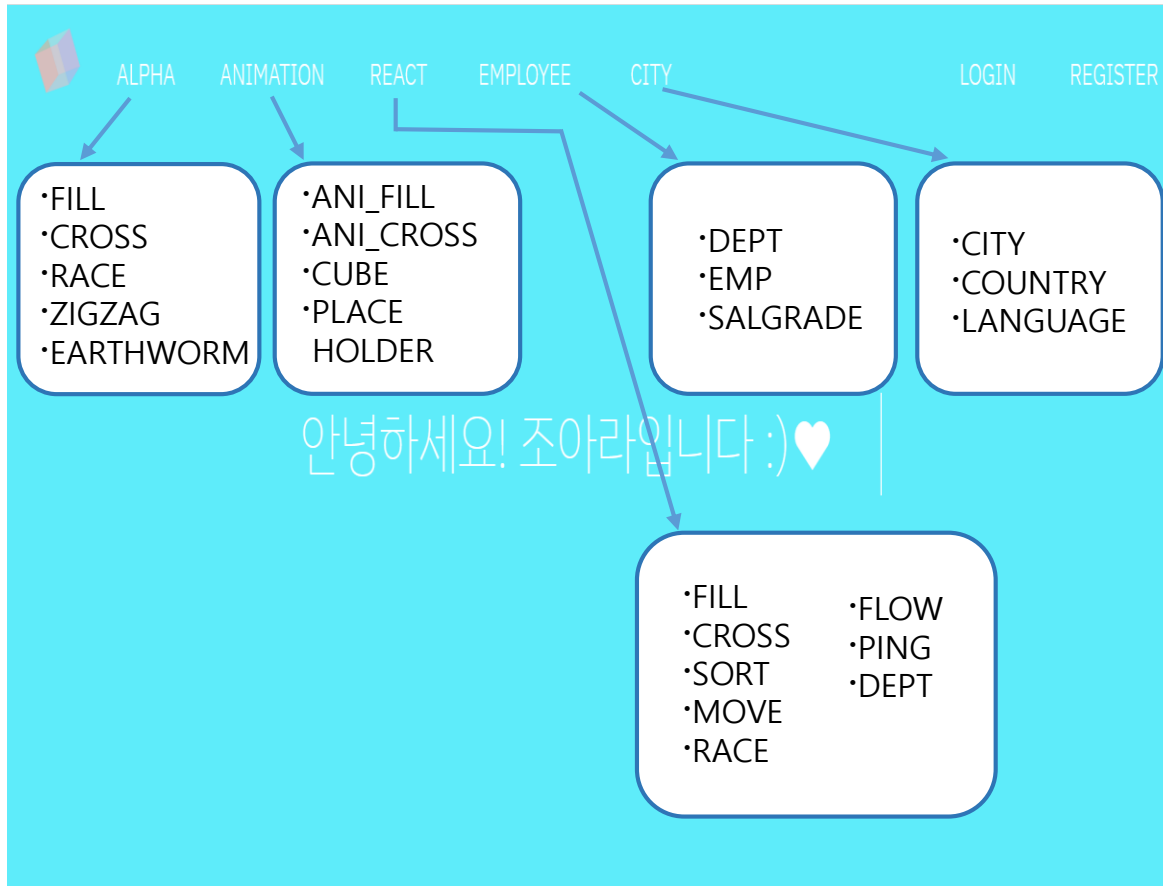 ALPHA ANIMATION REACT EMPLOYEE CITY LOGIN REGISTER
·FILL
·CROSS
·RACE
·ZIGZAG
·EARTHWORM
·ANI_FILL
·ANI_CROSS
·CUBE
·PLACE
HOLDER
·DEPT
·EMP
·SALGRADE
·CITY
·COUNTRY
·LANGUAGE
안녕하세요! 조아라입니다 :)♥
·FILL
·CROSS
·SORT
·MOVE
·RACE
·FLOW
·PING
·DEPT